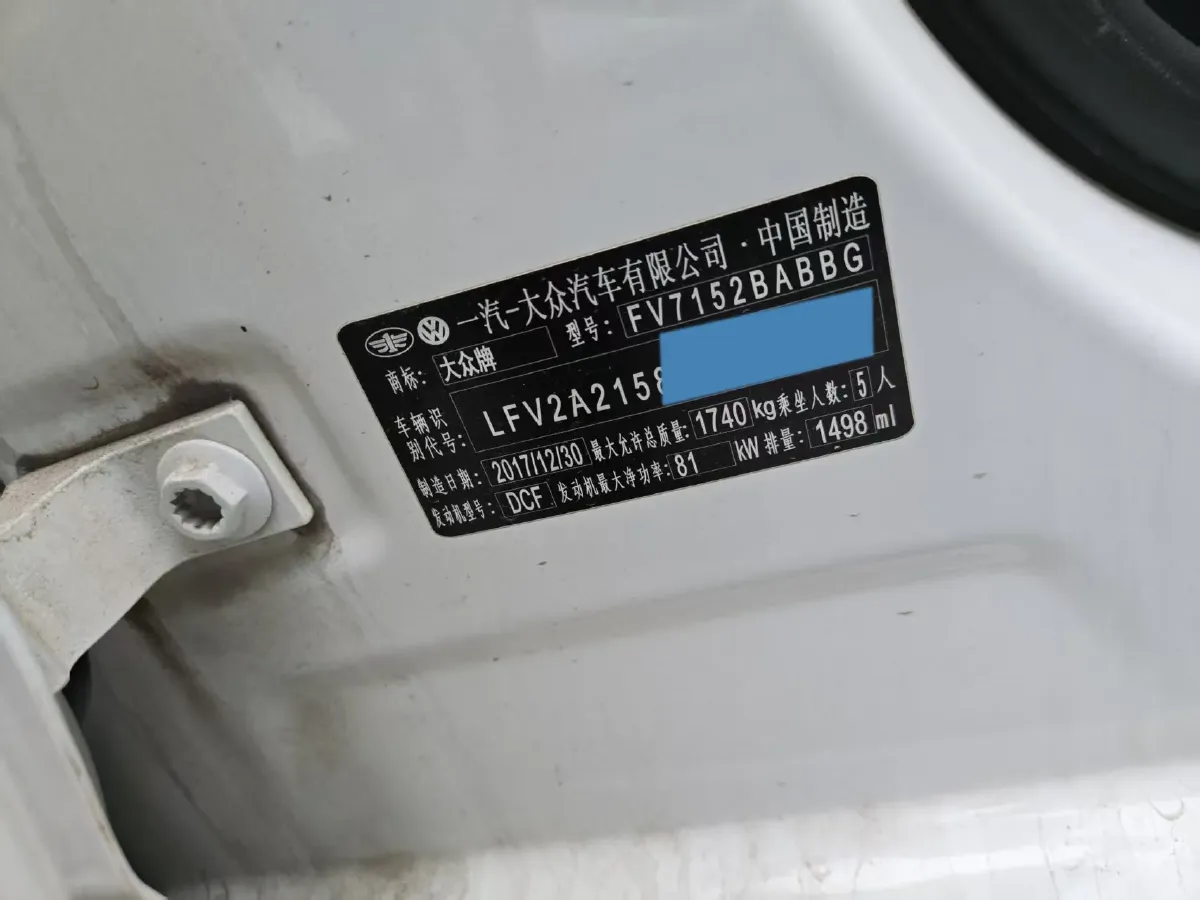 一汽-大众汽车有限公司·中国制造
商标: 大众牌 型号: FV7152BABBG
车辆识别代号: LFV2A2158
制造日期: 2017/12/30 最大允许总质量: 1740 kg 乘坐人数: 5 人
发动机型号: DCF 发动机最大净功率: 81 kW 排量: 1498 ml